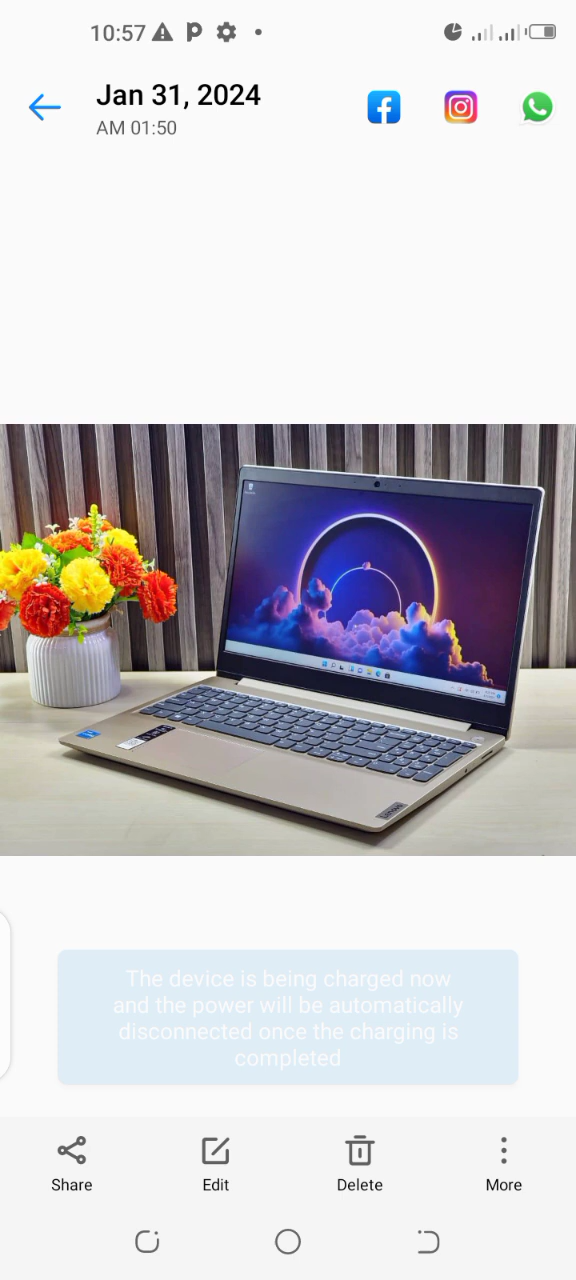 10:57
Jan 31, 2024
AM 01:50
The device is being charged now
and the power will be automatically
disconnected once the charging is
completed
Share
Edit
Delete
More